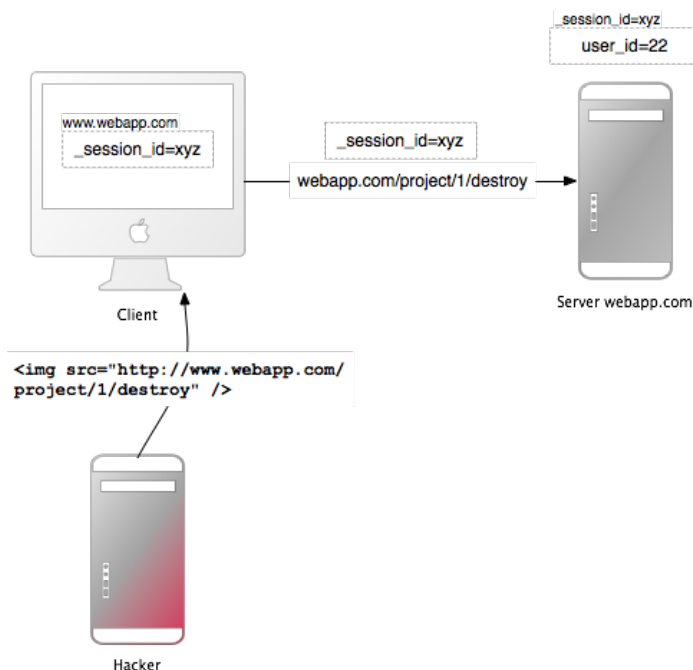 _session_id=xyz
user_id=22
www.webapp.com
_session_id=xyz
_session_id=xyz
webapp.com/project/1/destroy
Client
Server webapp.com
<img src="http://www.webapp.com/
project/1/destroy" />
Hacker